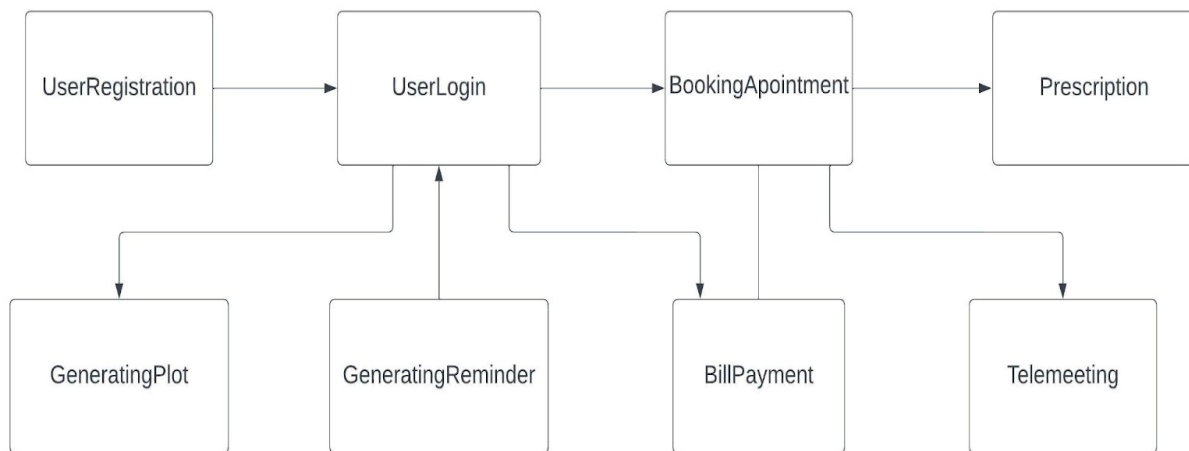 UserRegistration
UserLogin
BookingApointment
Prescription
GeneratingPlot
GeneratingReminder
BillPayment
Telemeeting